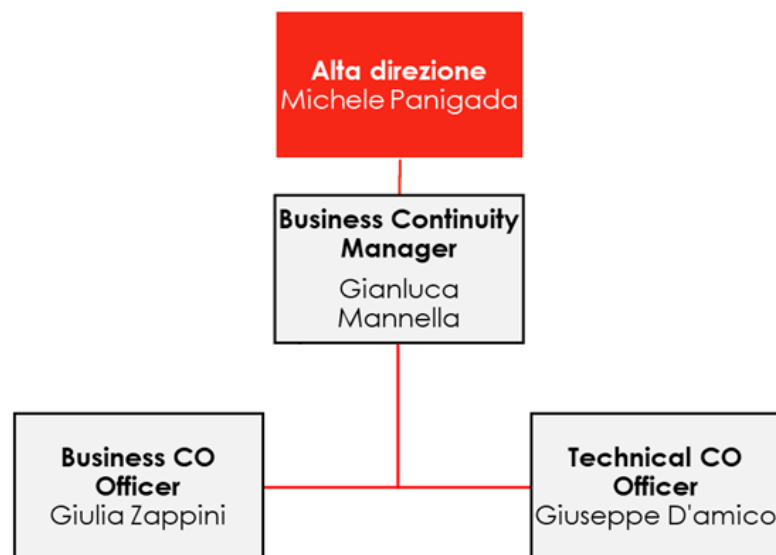 Alta direzione
Michele Panigada
Business Continuity
Manager
Gianluca
Mannella
Business CO
Officer
Giulia Zappini
Technical CO
Officer
Giuseppe D'amico